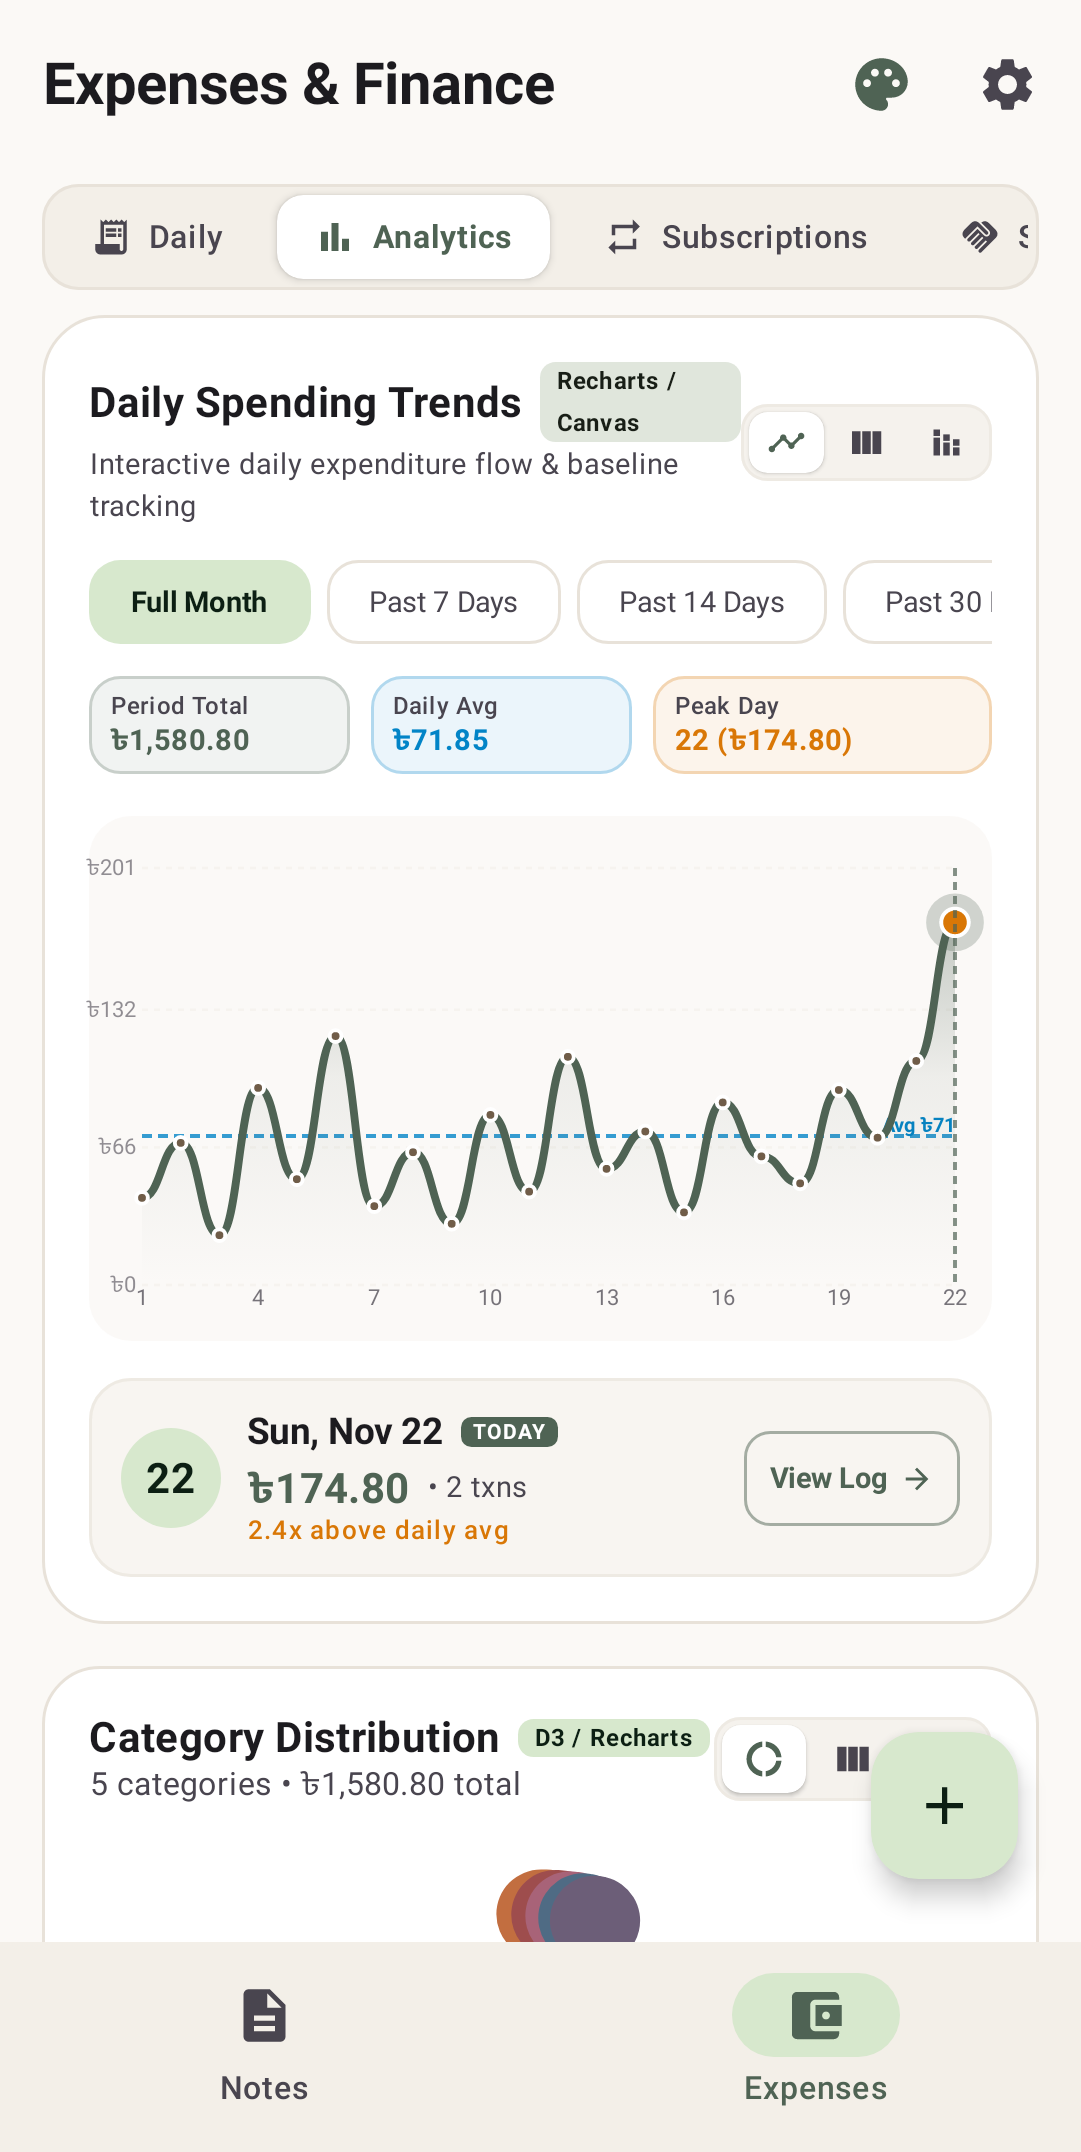 Expenses & Finance
Daily
Analytics
Subscriptions
S
Daily Spending Trends
Recharts /
Canvas
Interactive daily expenditure flow & baseline
tracking
Full Month
Past 7 Days
Past 14 Days
Past 30
Period Total
৳1,580.80
Daily Avg
৳71.85
Peak Day
22 (৳174.80)
৳201
৳132
৳66
৳0
Avg ৳71
1
4
7
10
13
16
19
22
22
Sun, Nov 22
TODAY
৳174.80 • 2 txns
2.4x above daily avg
View Log →
Category Distribution
D3 / Recharts
5 categories • ৳1,580.80 total
+
Notes
Expenses